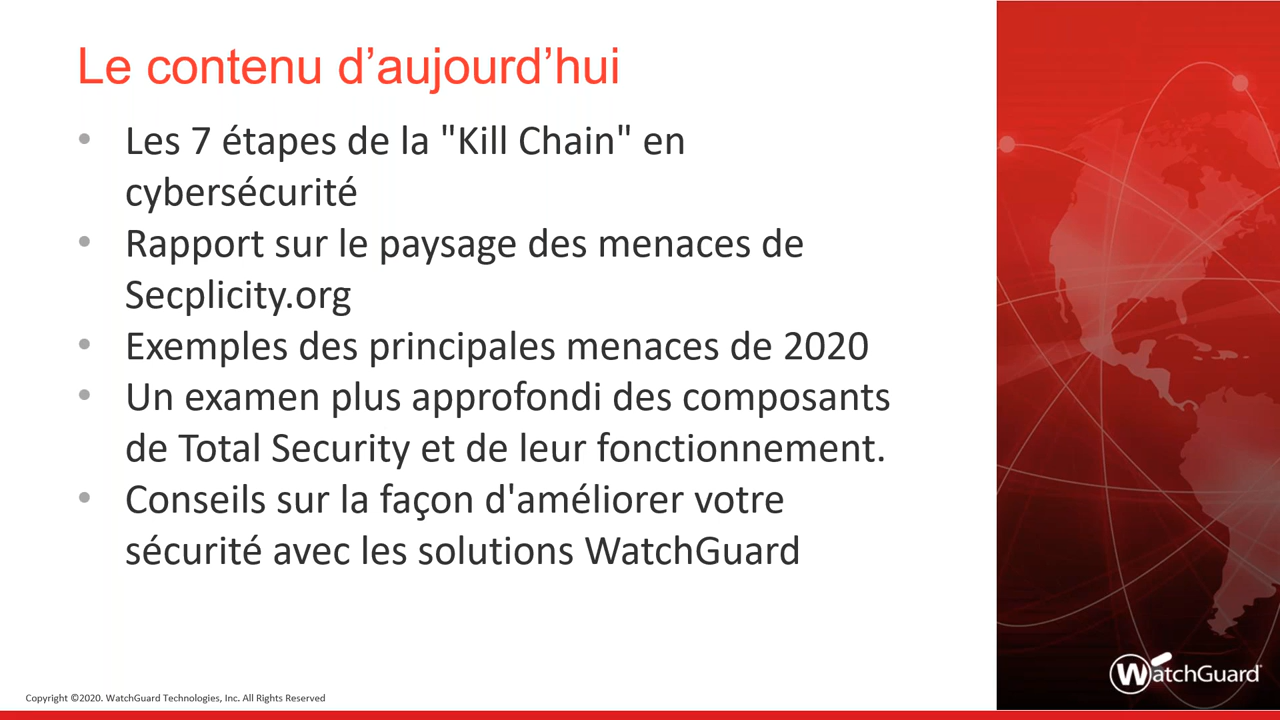 Le contenu d’aujourd’hui
• Les 7 étapes de la "Kill Chain" en
cybersécurité
• Rapport sur le paysage des menaces de
Secplicity.org
• Exemples des principales menaces de 2020
• Un examen plus approfondi des composants
de Total Security et de leur fonctionnement.
• Conseils sur la façon d'améliorer votre
sécurité avec les solutions WatchGuard
WatchGuard
Copyright ©2020. WatchGuard Technologies, Inc. All Rights Reserved